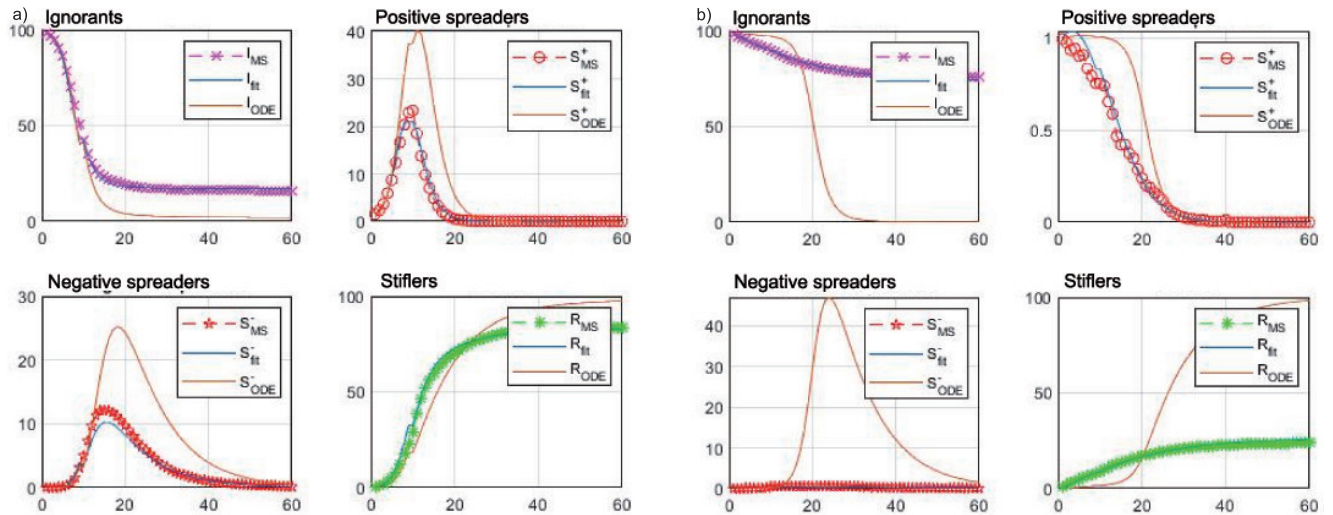 a)
Ignorants
100
50
0
0 20 40 60
I_MS
I_fit
I_ODE
Positive spreaders
40
30
20
10
0
0 20 40 60
S⁺_MS
S⁺_fit
S⁺_ODE
Negative spreaders
30
20
10
0
0 20 40 60
S⁻_MS
S⁻_fit
S⁻_ODE
Stiflers
100
50
0
0 20 40 60
R_MS
R_fit
R_ODE
b)
Ignorants
100
50
0
0 20 40 60
I_MS
I_fit
I_ODE
Positive spreaders
1
0.5
0
0 20 40 60
S⁺_MS
S⁺_fit
S⁺_ODE
Negative spreaders
40
30
20
10
0
0 20 40 60
S⁻_MS
S⁻_fit
S⁻_ODE
Stiflers
100
50
0
0 20 40 60
R_MS
R_fit
R_ODE